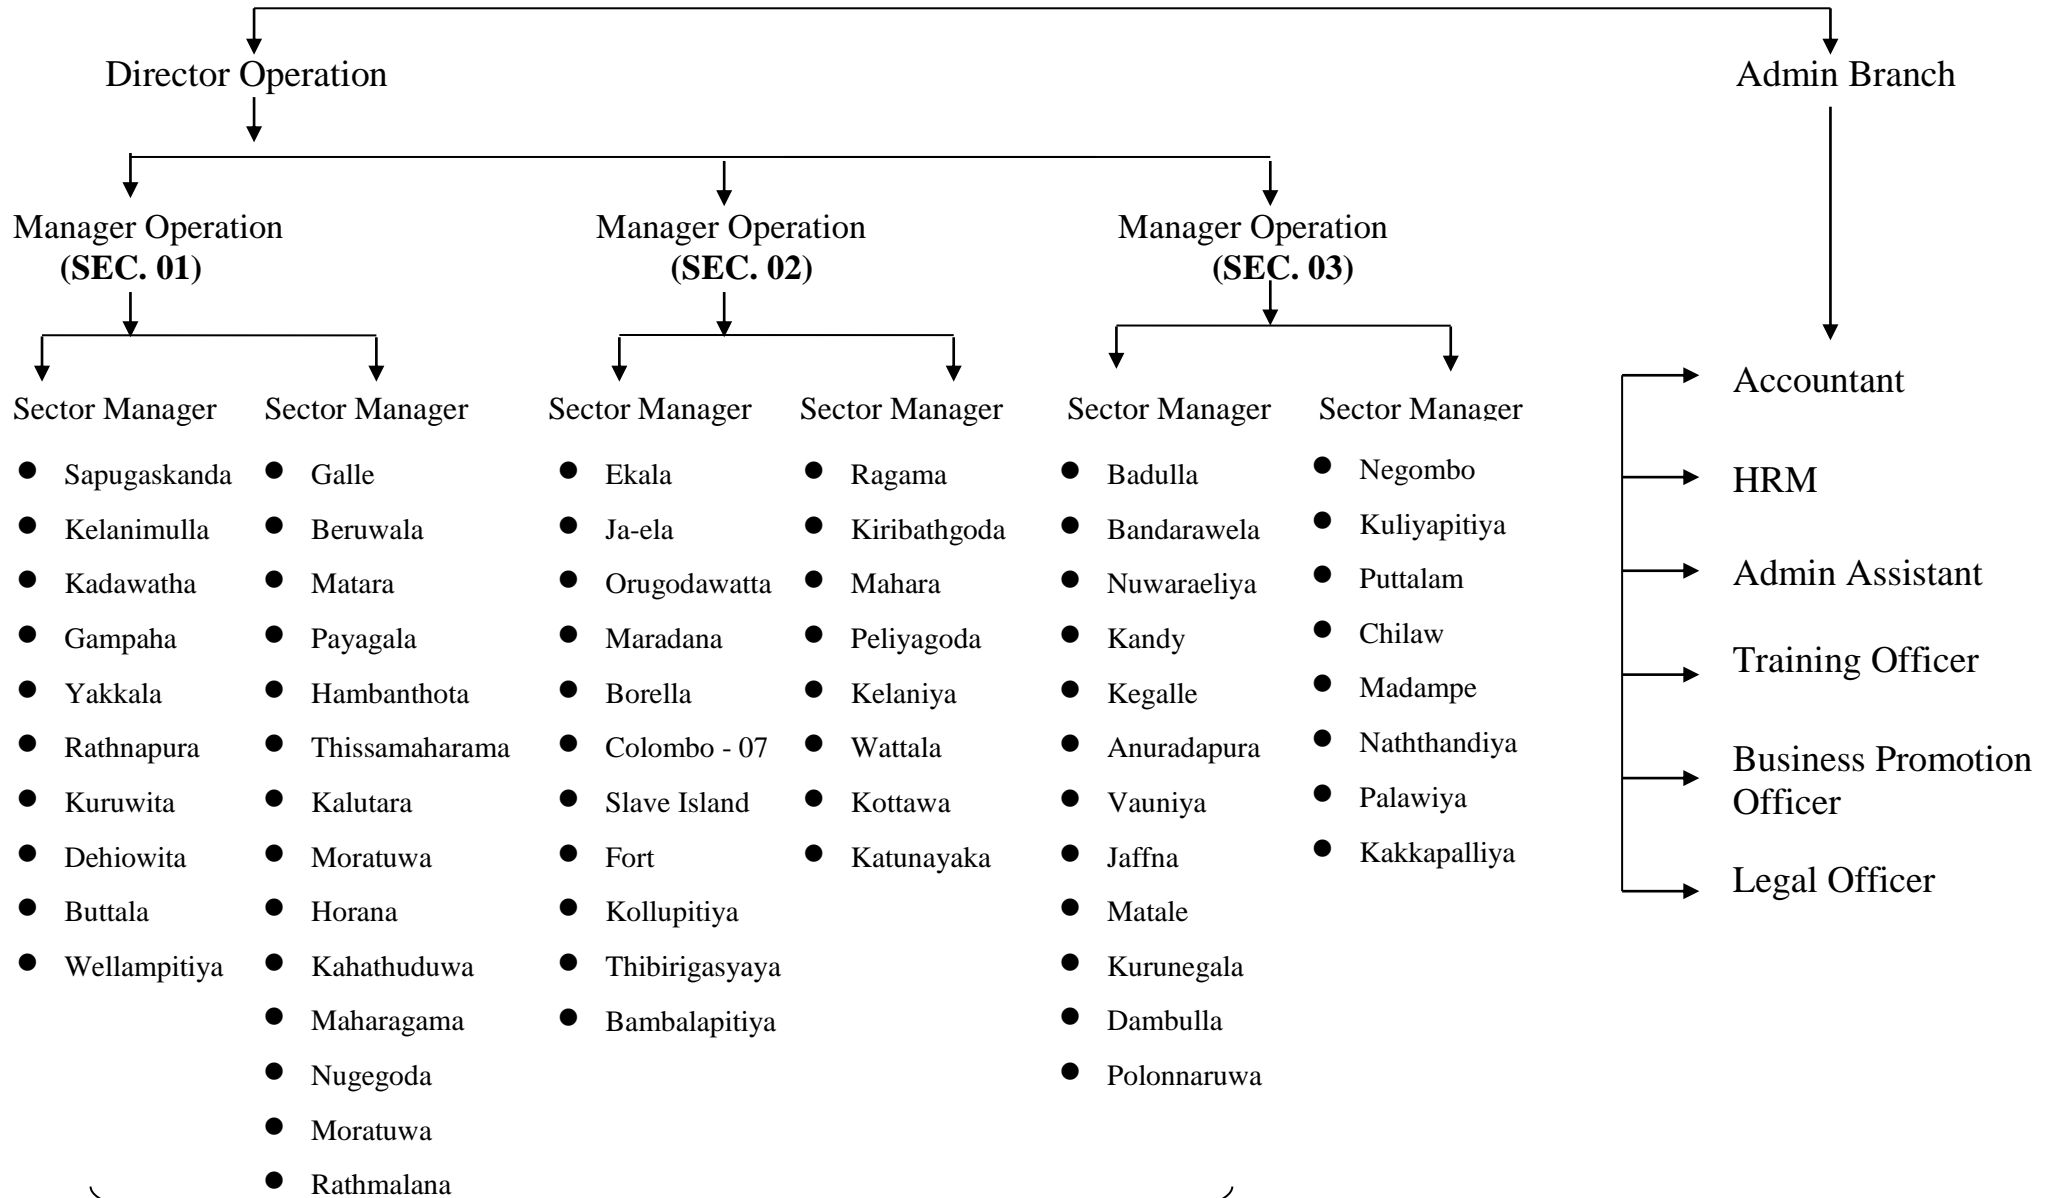 Director Operation
Admin Branch
Manager Operation
(SEC. 01)
Manager Operation
(SEC. 02)
Manager Operation
(SEC. 03)
Sector Manager
Sapugaskanda
Kelanimulla
Kadawatha
Gampaha
Yakkala
Rathnapura
Kuruwita
Dehiowita
Buttala
Wellampitiya
Sector Manager
Galle
Beruwala
Matara
Payagala
Hambanthota
Thissamaharama
Kalutara
Moratuwa
Horana
Kahathuduwa
Maharagama
Nugegoda
Moratuwa
Rathmalana
Sector Manager
Ekala
Ja-ela
Orugodawatta
Maradana
Borella
Colombo - 07
Slave Island
Fort
Kollupitiya
Thibirigasyaya
Bambalapitiya
Sector Manager
Ragama
Kiribathgoda
Mahara
Peliyagoda
Kelaniya
Wattala
Kottawa
Katunayaka
Sector Manager
Badulla
Bandarawela
Nuwaraeliya
Kandy
Kegalle
Anuradapura
Vauniya
Jaffna
Matale
Kurunegala
Dambulla
Polonnaruwa
Sector Manager
Negombo
Kuliyapitiya
Puttalam
Chilaw
Madampe
Naththandiya
Palawiya
Kakkapalliya
Accountant
HRM
Admin Assistant
Training Officer
Business Promotion
Officer
Legal Officer